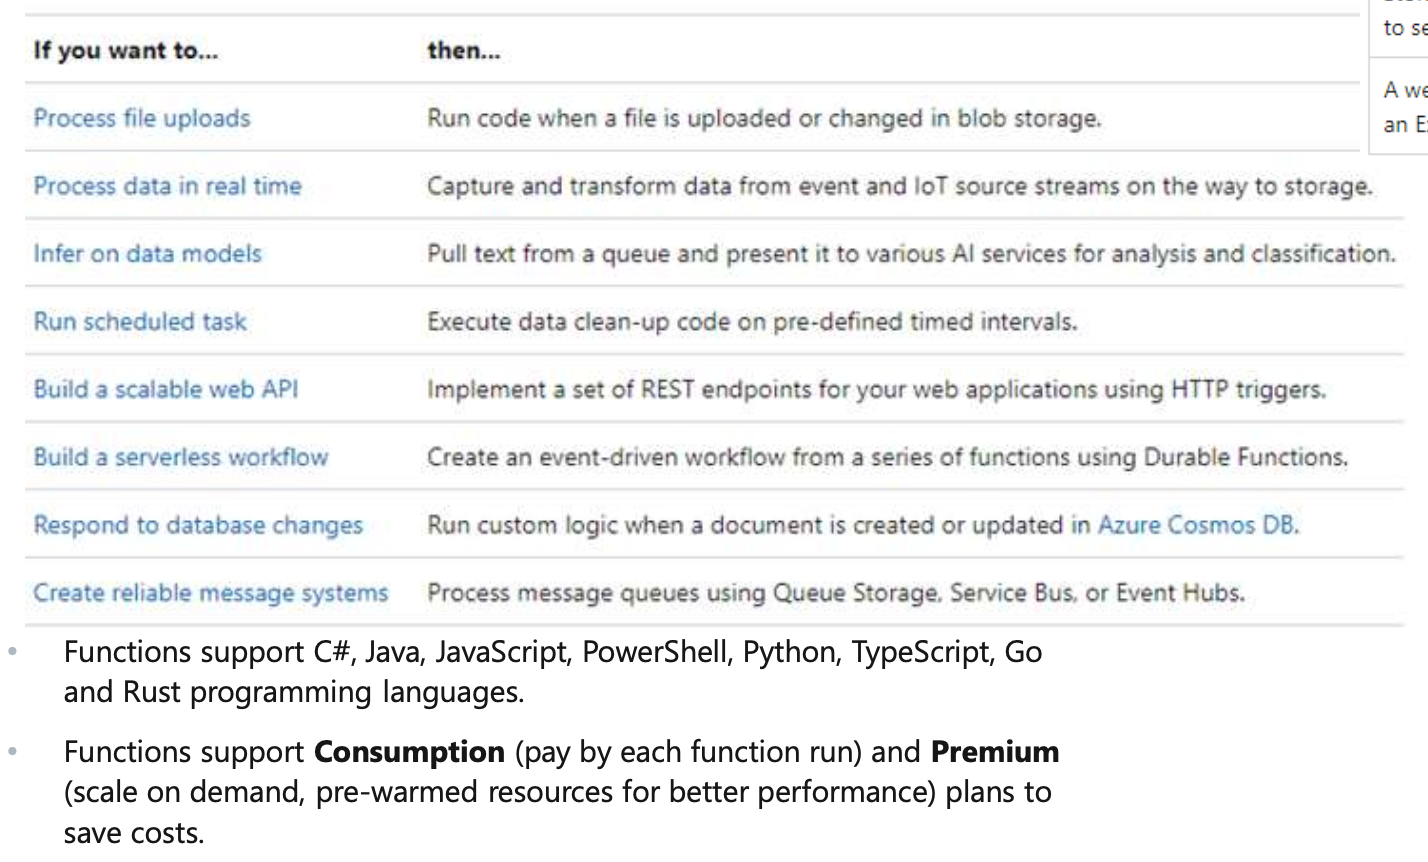 If you want to... then...
Process file uploads Run code when a file is uploaded or changed in blob storage.
Process data in real time Capture and transform data from event and IoT source streams on the way to storage.
Infer on data models Pull text from a queue and present it to various AI services for analysis and classification.
Run scheduled task Execute data clean-up code on pre-defined timed intervals.
Build a scalable web API Implement a set of REST endpoints for your web applications using HTTP triggers.
Build a serverless workflow Create an event-driven workflow from a series of functions using Durable Functions.
Respond to database changes Run custom logic when a document is created or updated in Azure Cosmos DB.
Create reliable message systems Process message queues using Queue Storage, Service Bus, or Event Hubs.
• Functions support C#, Java, JavaScript, PowerShell, Python, TypeScript, Go
and Rust programming languages.
• Functions support Consumption (pay by each function run) and Premium
(scale on demand, pre-warmed resources for better performance) plans to
save costs.
to
A
an